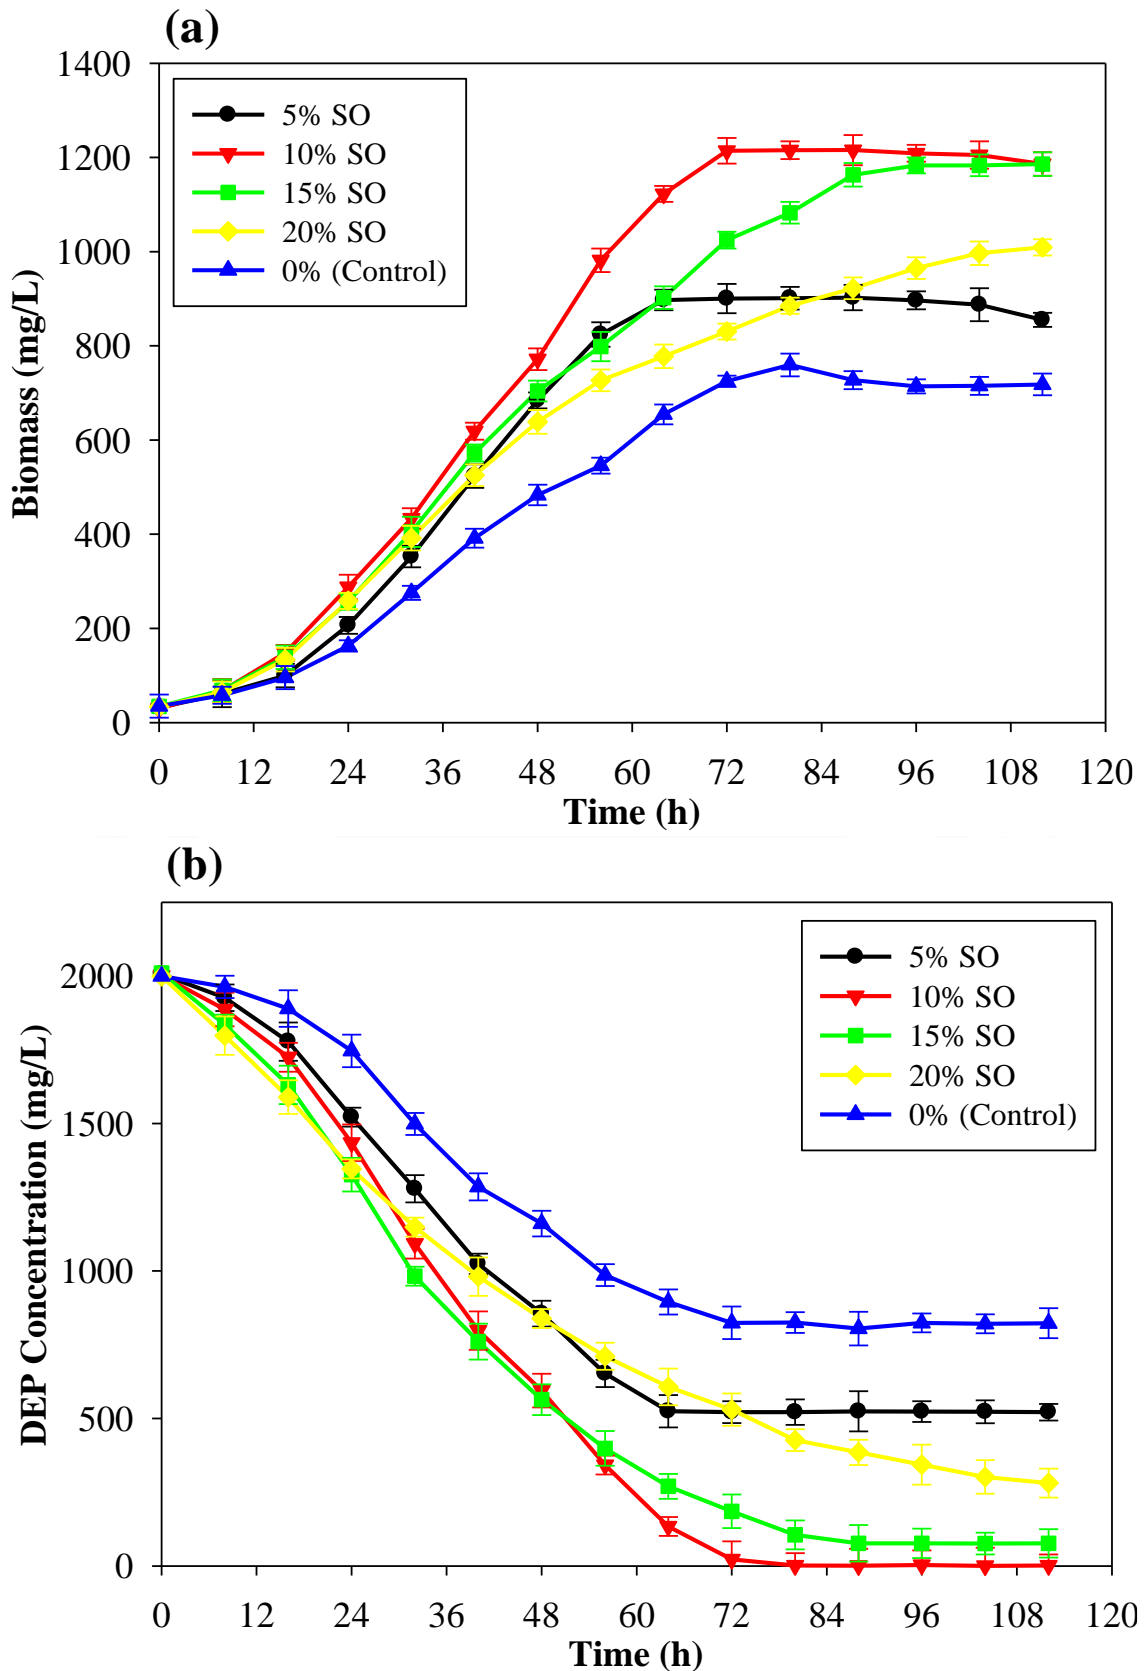 (a)
1400
1200
1000
800
600
400
200
0
Biomass (mg/L)
5% SO
10% SO
15% SO
20% SO
0% (Control)
0 12 24 36 48 60 72 84 96 108 120
Time (h)
(b)
2000
1500
1000
500
0
DEP Concentration (mg/L)
5% SO
10% SO
15% SO
20% SO
0% (Control)
0 12 24 36 48 60 72 84 96 108 120
Time (h)